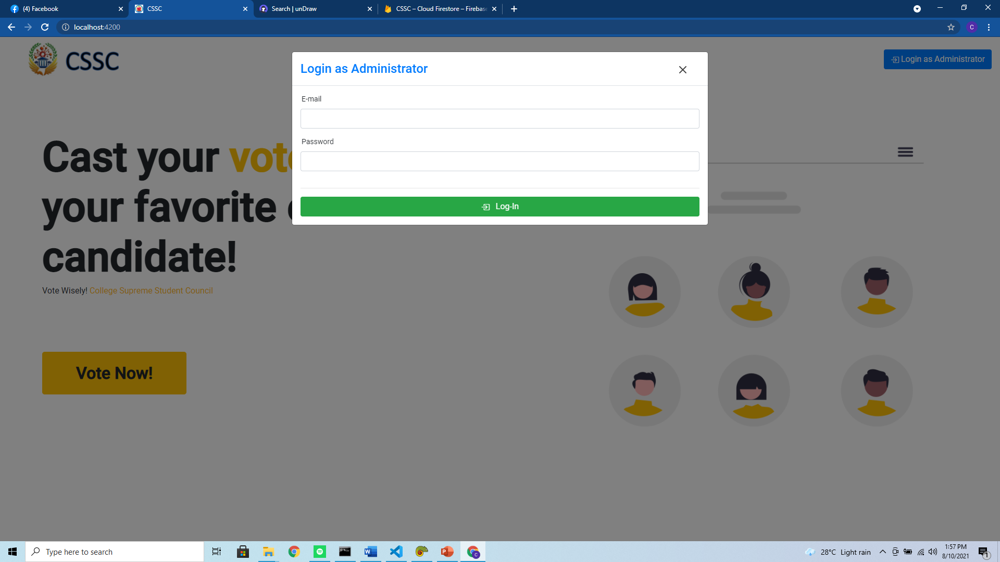 (4) Facebook
CSSC
Search | unDraw
CSSC – Cloud Firestore – Firebase
localhost:4200
C
CSSC
Login as Administrator
Login as Administrator
E-mail
Password
Log-In
Cast your vote
your favorite
candidate!
Vote Wisely! College Supreme Student Council
Vote Now!
Type here to search
28°C Light rain
1:57 PM
8/10/2021
1